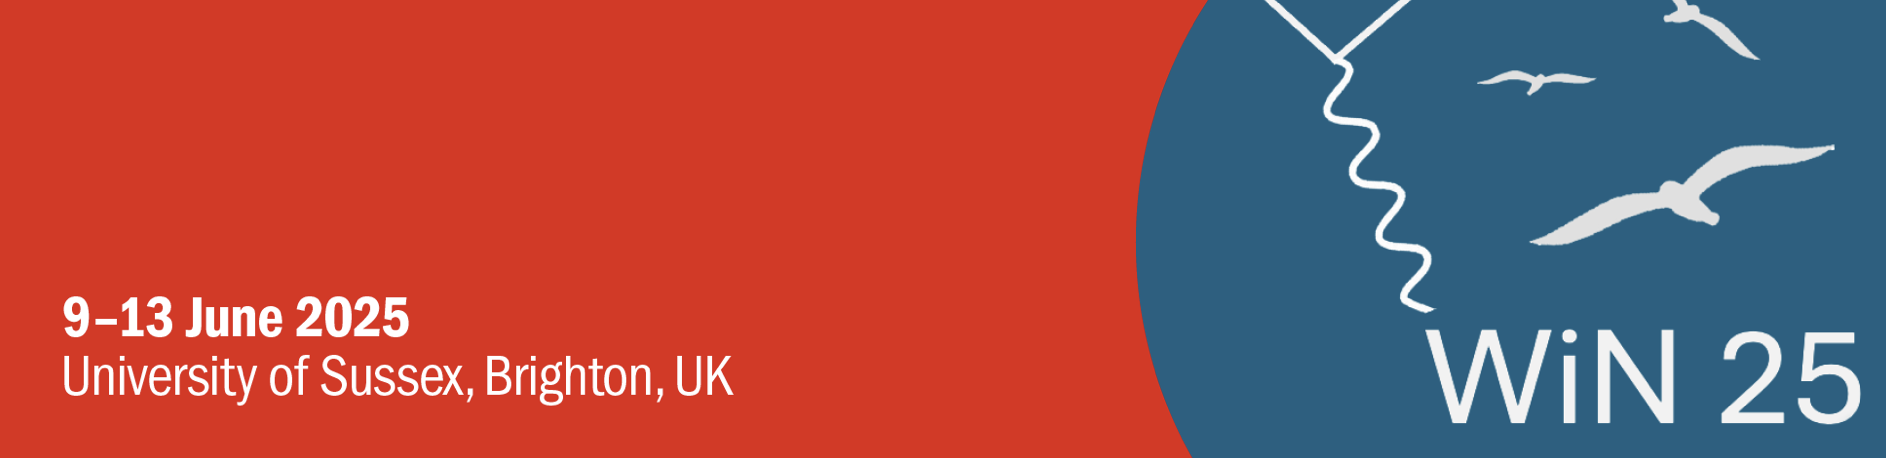 9–13 June 2025
University of Sussex, Brighton, UK
WiN 25